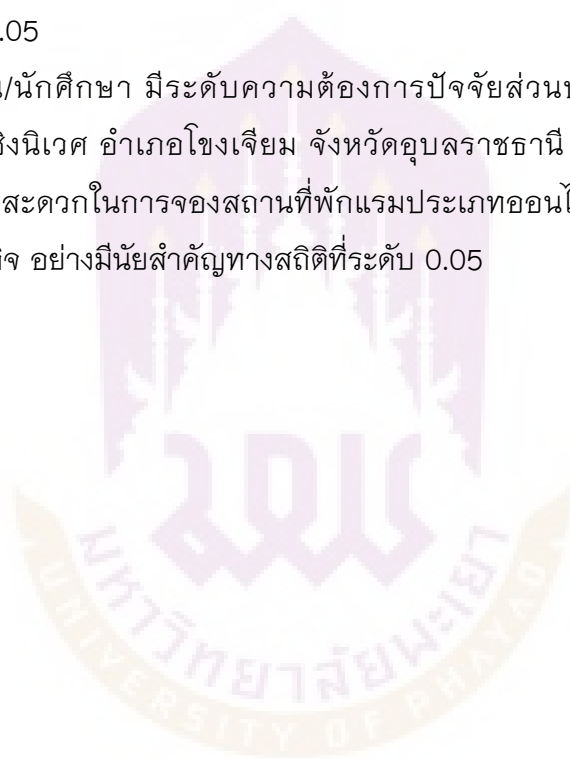 .05
น/นักศึกษา มีระดับความต้องการปัจจัยส่วน
ชิงนิเวศ อำเภอโขงเจียม จังหวัดอุบลราชธานี
สะดวกในการจองสถานที่พักแรมประเภทออนไ
กิจ อย่างมีนัยสำคัญทางสถิติที่ระดับ 0.05
มหาวิทยาลัยพะเยา
UNIVERSITY OF PHAYAO